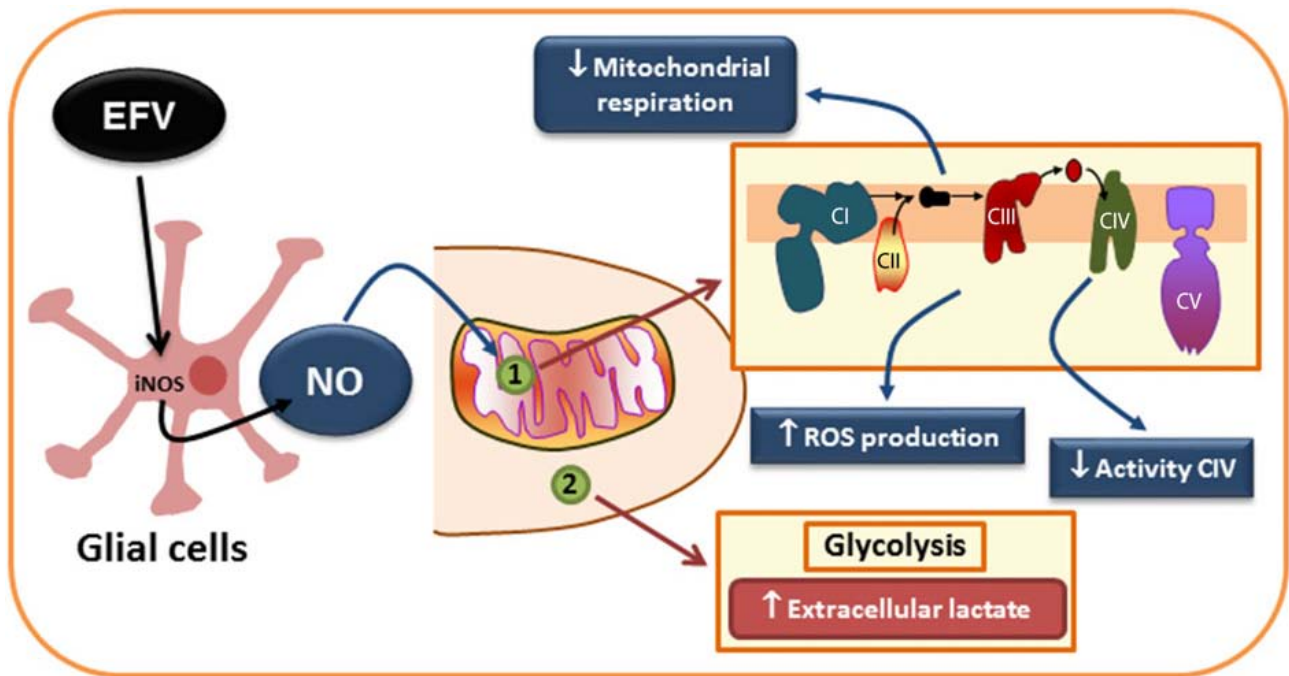 EFV
iNOS
NO
Glial cells
1
2
↓ Mitochondrial
respiration
CI
CII
CIII
CIV
CV
↑ ROS production
↓ Activity CIV
Glycolysis
↑ Extracellular lactate